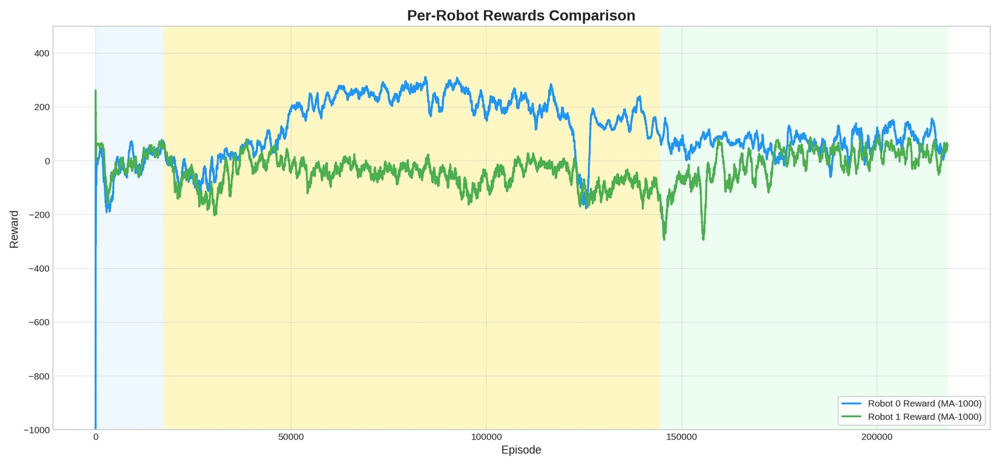 Per-Robot Rewards Comparison
400
200
0
−200
−400
−600
−800
−1000
Reward
0
50000
100000
150000
200000
Episode
Robot 0 Reward (MA-1000)
Robot 1 Reward (MA-1000)